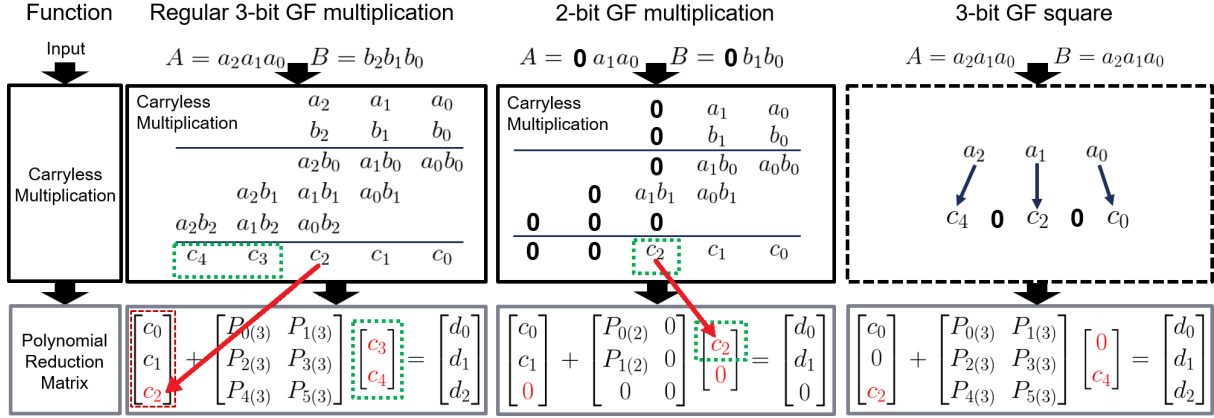 Function
Regular 3-bit GF multiplication
2-bit GF multiplication
3-bit GF square
Input
A = a₂a₁a₀ B = b₂b₁b₀
A = 0 a₁a₀ B = 0 b₁b₀
A = a₂a₁a₀ B = a₂a₁a₀
Carryless
Multiplication
Carryless
Multiplication
a₂ a₁ a₀
b₂ b₁ b₀
a₂b₀ a₁b₀ a₀b₀
a₂b₁ a₁b₁ a₀b₁
a₂b₂ a₁b₂ a₀b₂
c₄ c₃ c₂ c₁ c₀
Carryless
Multiplication
0 a₁ a₀
0 b₁ b₀
0 a₁b₀ a₀b₀
0 a₁b₁ a₀b₁
0 0 0
0 0 c₂ c₁ c₀
a₂ a₁ a₀
c₄ 0 c₂ 0 c₀
Polynomial
Reduction
Matrix
c₀ P₀₍₃₎ P₁₍₃₎ d₀
c₁ + P₂₍₃₎ P₃₍₃₎ c₃ = d₁
c₂ P₄₍₃₎ P₅₍₃₎ c₄ d₂
c₀ P₀₍₂₎ 0 c₂ d₀
c₁ + P₁₍₂₎ 0 = d₁
0 0 0 0 0
c₀ P₀₍₃₎ P₁₍₃₎ 0 d₀
0 + P₂₍₃₎ P₃₍₃₎ = d₁
c₂ P₄₍₃₎ P₅₍₃₎ c₄ d₂